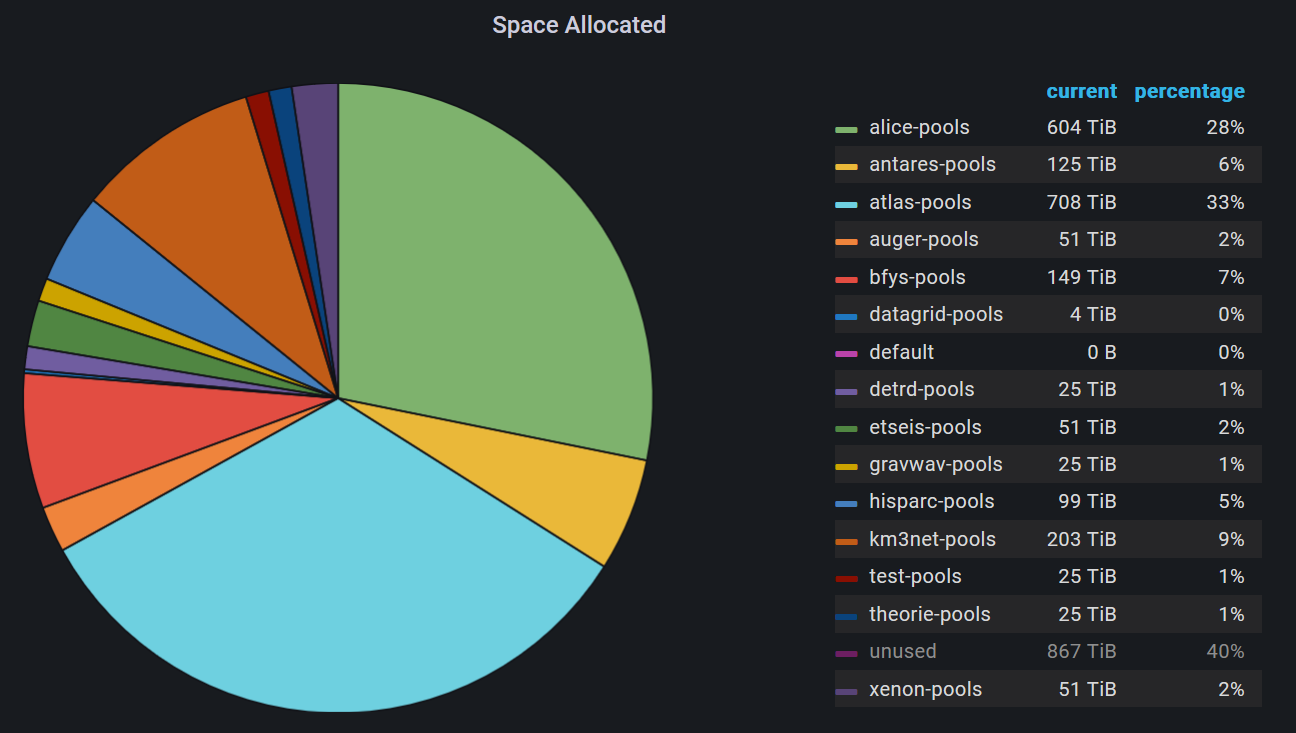 Space Allocated
current percentage
alice-pools 604 TiB 28%
antares-pools 125 TiB 6%
atlas-pools 708 TiB 33%
auger-pools 51 TiB 2%
bfys-pools 149 TiB 7%
datagrid-pools 4 TiB 0%
default 0 B 0%
detrd-pools 25 TiB 1%
etseis-pools 51 TiB 2%
gravwav-pools 25 TiB 1%
hisparc-pools 99 TiB 5%
km3net-pools 203 TiB 9%
test-pools 25 TiB 1%
theorie-pools 25 TiB 1%
unused 867 TiB 40%
xenon-pools 51 TiB 2%